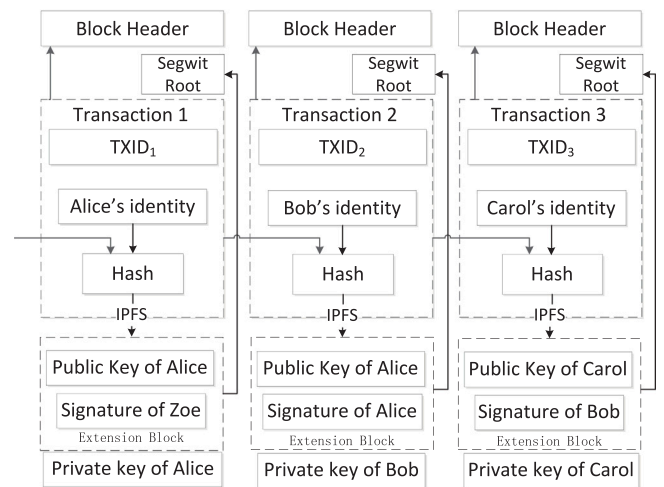 Block Header
Segwit
Root
Transaction 1
TXID₁
Alice's identity
Hash
IPFS
Public Key of Alice
Signature of Zoe
Extension Block
Private key of Alice
Block Header
Segwit
Root
Transaction 2
TXID₂
Bob's identity
Hash
IPFS
Public Key of Alice
Signature of Alice
Extension Block
Private key of Bob
Block Header
Segwit
Root
Transaction 3
TXID₃
Carol's identity
Hash
IPFS
Public Key of Carol
Signature of Bob
Extension Block
Private key of Carol